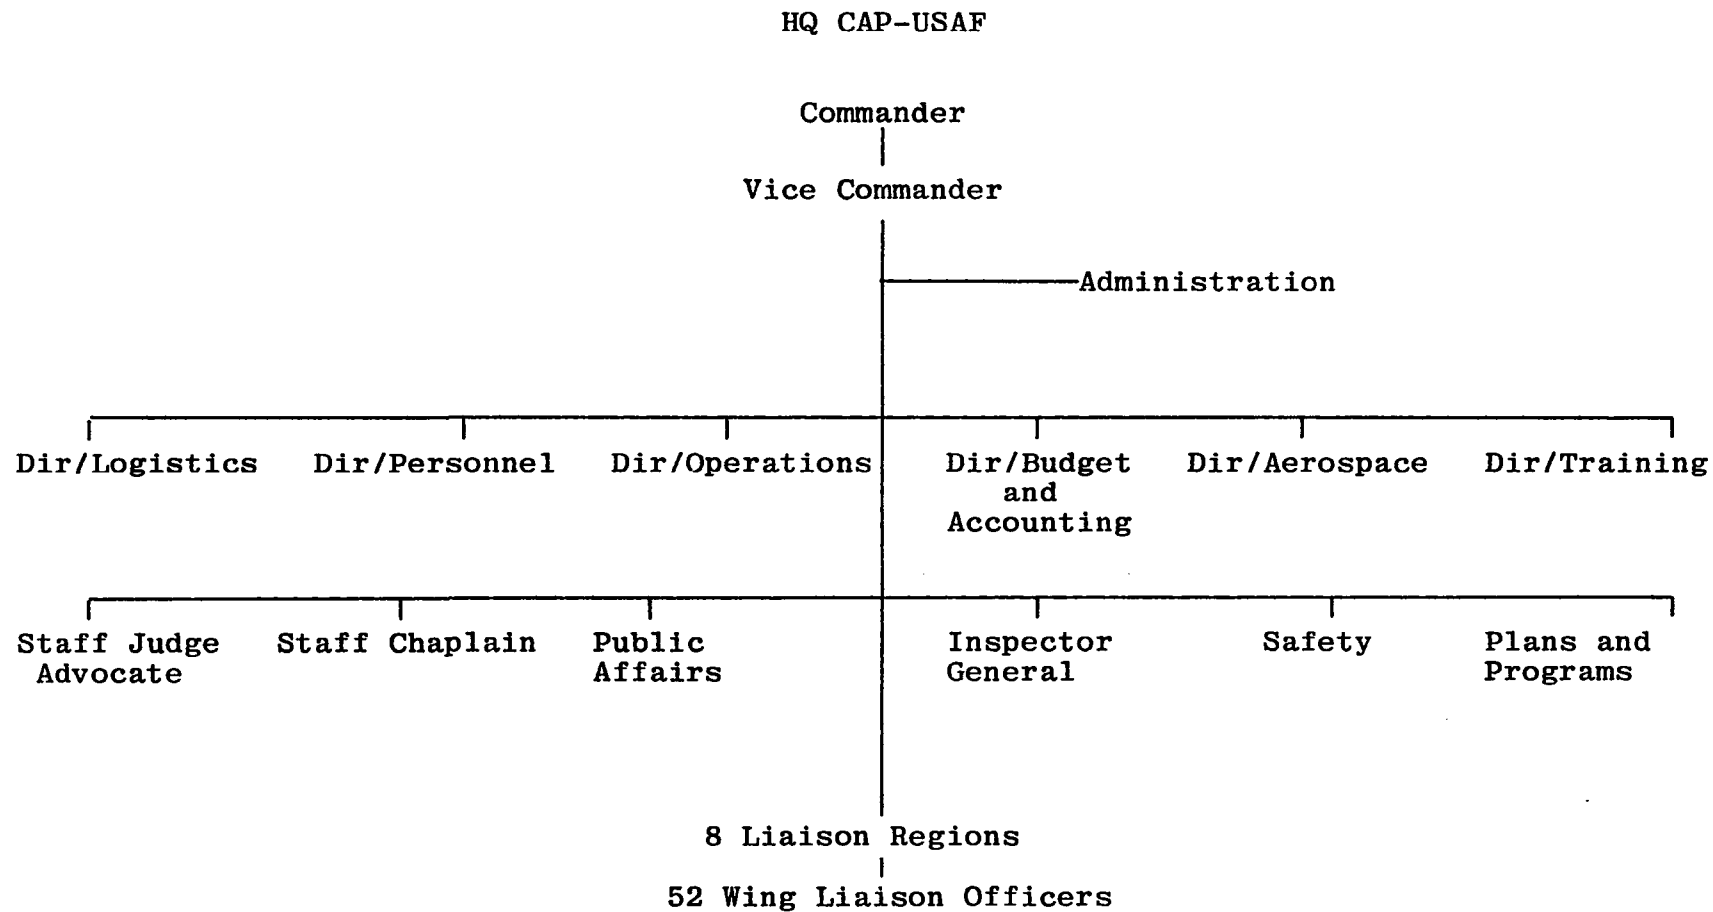 HQ CAP-USAF
Commander
Vice Commander
Administration
Dir/Logistics Dir/Personnel Dir/Operations Dir/Budget Dir/Aerospace Dir/Training
and
Accounting
Staff Judge Staff Chaplain Public Inspector Safety Plans and
Advocate Affairs General Programs
8 Liaison Regions
52 Wing Liaison Officers